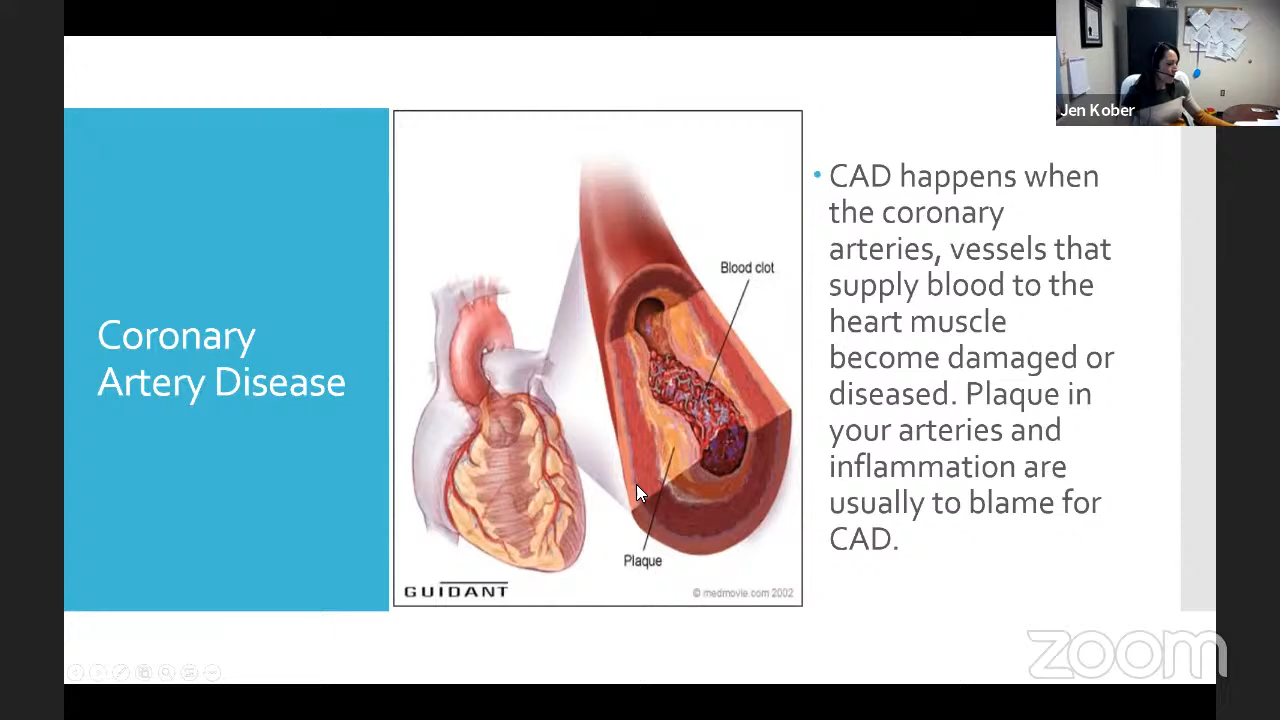 Jen Kober
Coronary
Artery Disease
Blood clot
Plaque
GUIDANT
© medmovie.com 2002
• CAD happens when
the coronary
arteries, vessels that
supply blood to the
heart muscle
become damaged or
diseased. Plaque in
your arteries and
inflammation are
usually to blame for
CAD.
zoom